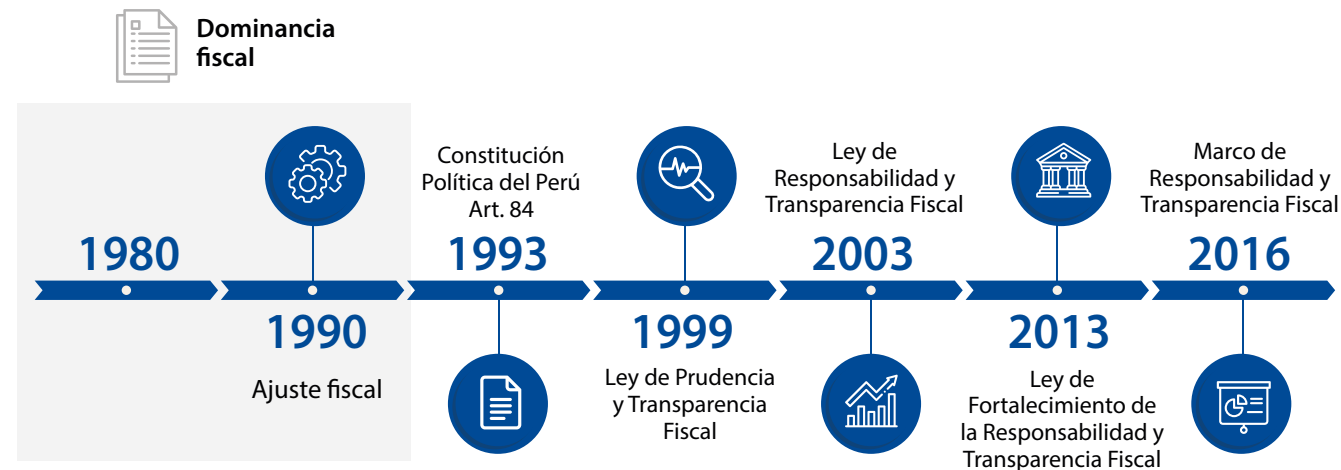 Dominancia
fiscal
1980
1990
Ajuste fiscal
Constitución
Política del Perú
Art. 84
1993
1999
Ley de Prudencia
y Transparencia
Fiscal
Ley de
Responsabilidad y
Transparencia Fiscal
2003
2013
Ley de
Fortalecimiento de
la Responsabilidad y
Transparencia Fiscal
Marco de
Responsabilidad y
Transparencia Fiscal
2016